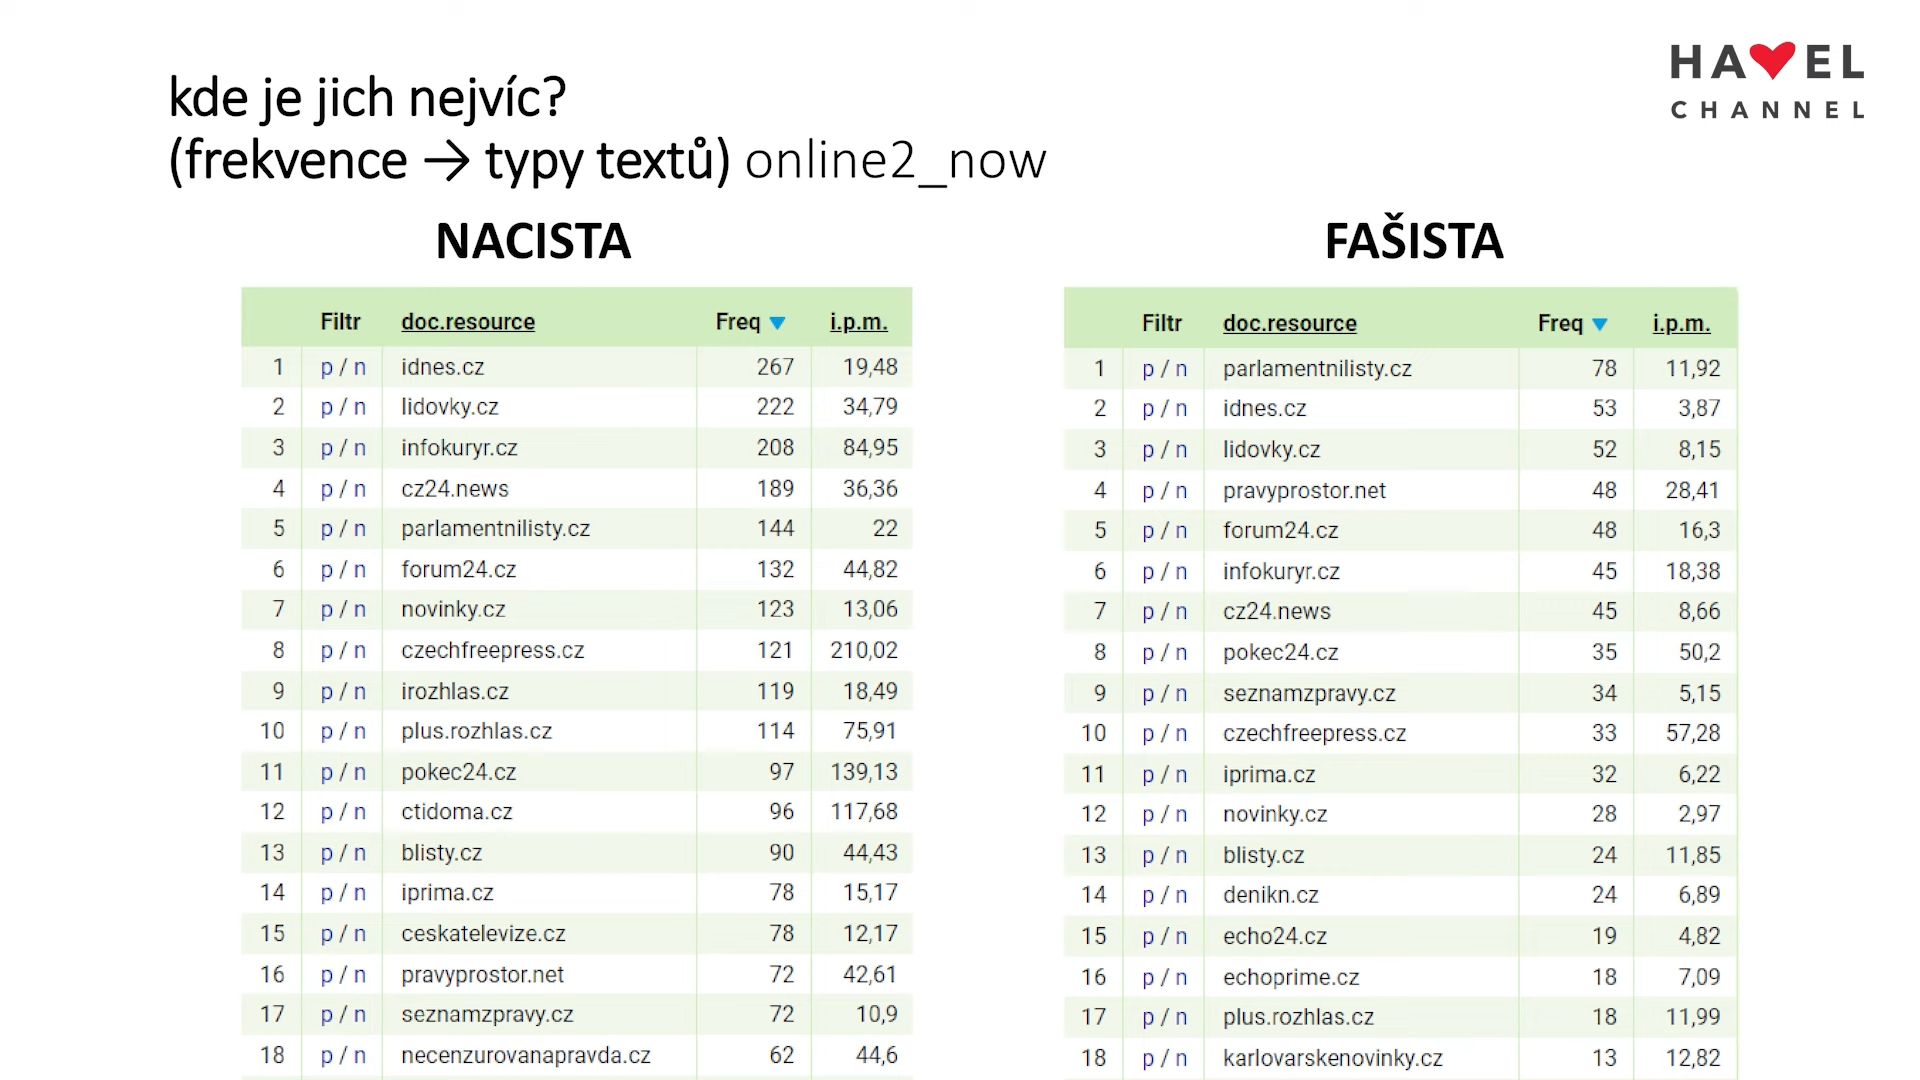 HAVEL
CHANNEL
kde je jich nejvíc?
(frekvence → typy textů) online2_now
NACISTA
Filtr doc.resource Freq ▼ i.p.m.
1 p / n idnes.cz 267 19,48
2 p / n lidovky.cz 222 34,79
3 p / n infokuryr.cz 208 84,95
4 p / n cz24.news 189 36,36
5 p / n parlamentnilisty.cz 144 22
6 p / n forum24.cz 132 44,82
7 p / n novinky.cz 123 13,06
8 p / n czechfreepress.cz 121 210,02
9 p / n irozhlas.cz 119 18,49
10 p / n plus.rozhlas.cz 114 75,91
11 p / n pokec24.cz 97 139,13
12 p / n ctidoma.cz 96 117,68
13 p / n blisty.cz 90 44,43
14 p / n iprima.cz 78 15,17
15 p / n ceskatelevize.cz 78 12,17
16 p / n pravyprostor.net 72 42,61
17 p / n seznamzpravy.cz 72 10,9
18 p / n necenzurovanapravda.cz 62 44,6
FAŠISTA
Filtr doc.resource Freq ▼ i.p.m.
1 p / n parlamentnilisty.cz 78 11,92
2 p / n idnes.cz 53 3,87
3 p / n lidovky.cz 52 8,15
4 p / n pravyprostor.net 48 28,41
5 p / n forum24.cz 48 16,3
6 p / n infokuryr.cz 45 18,38
7 p / n cz24.news 45 8,66
8 p / n pokec24.cz 35 50,2
9 p / n seznamzpravy.cz 34 5,15
10 p / n czechfreepress.cz 33 57,28
11 p / n iprima.cz 32 6,22
12 p / n novinky.cz 28 2,97
13 p / n blisty.cz 24 11,85
14 p / n denikn.cz 24 6,89
15 p / n echo24.cz 19 4,82
16 p / n echoprime.cz 18 7,09
17 p / n plus.rozhlas.cz 18 11,99
18 p / n karlovarskenovinky.cz 13 12,82